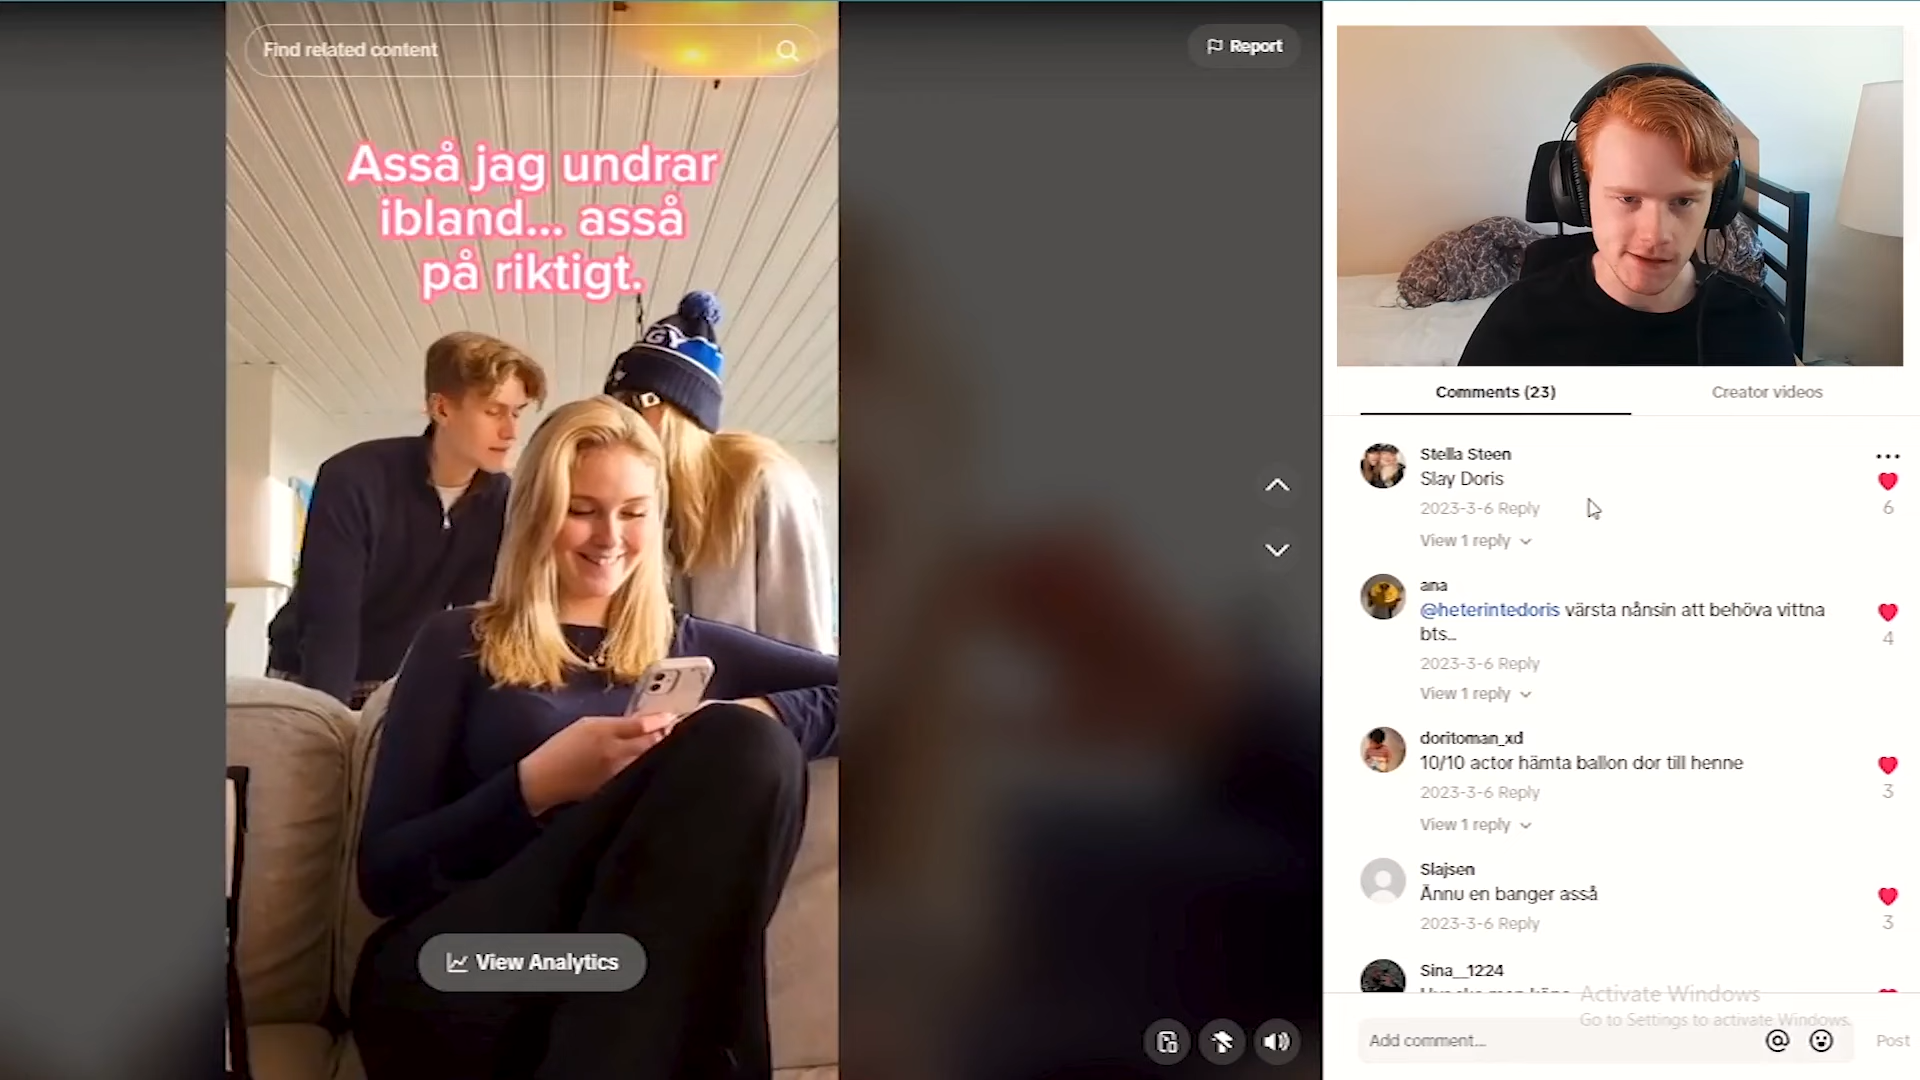 Find related content
Report
Asså jag undrar
ibland... asså
på riktigt.
GY
View Analytics
Comments (23)
Creator videos
Stella Steen
Slay Doris
2023-3-6 Reply
6
View 1 reply
ana
@heterintedoris värsta nånsin att behöva vittna
bts...
4
2023-3-6 Reply
View 1 reply
doritoman_xd
10/10 actor hämta ballon dor till henne
2023-3-6 Reply
3
View 1 reply
Slajsen
Ännu en banger asså
2023-3-6 Reply
3
Sina__1224
Activate Windows
Go to Settings to activate Windows.
Add comment...
Post